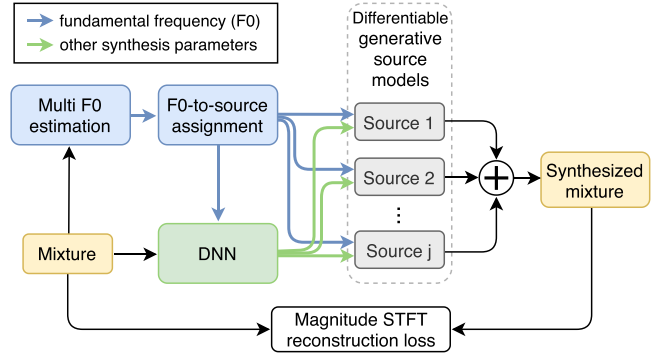 fundamental frequency (F0)
other synthesis parameters
Differentiable
generative
source
models
Multi F0
estimation
F0-to-source
assignment
Source 1
Source 2
...
Source j
Synthesized
mixture
Mixture
DNN
Magnitude STFT
reconstruction loss